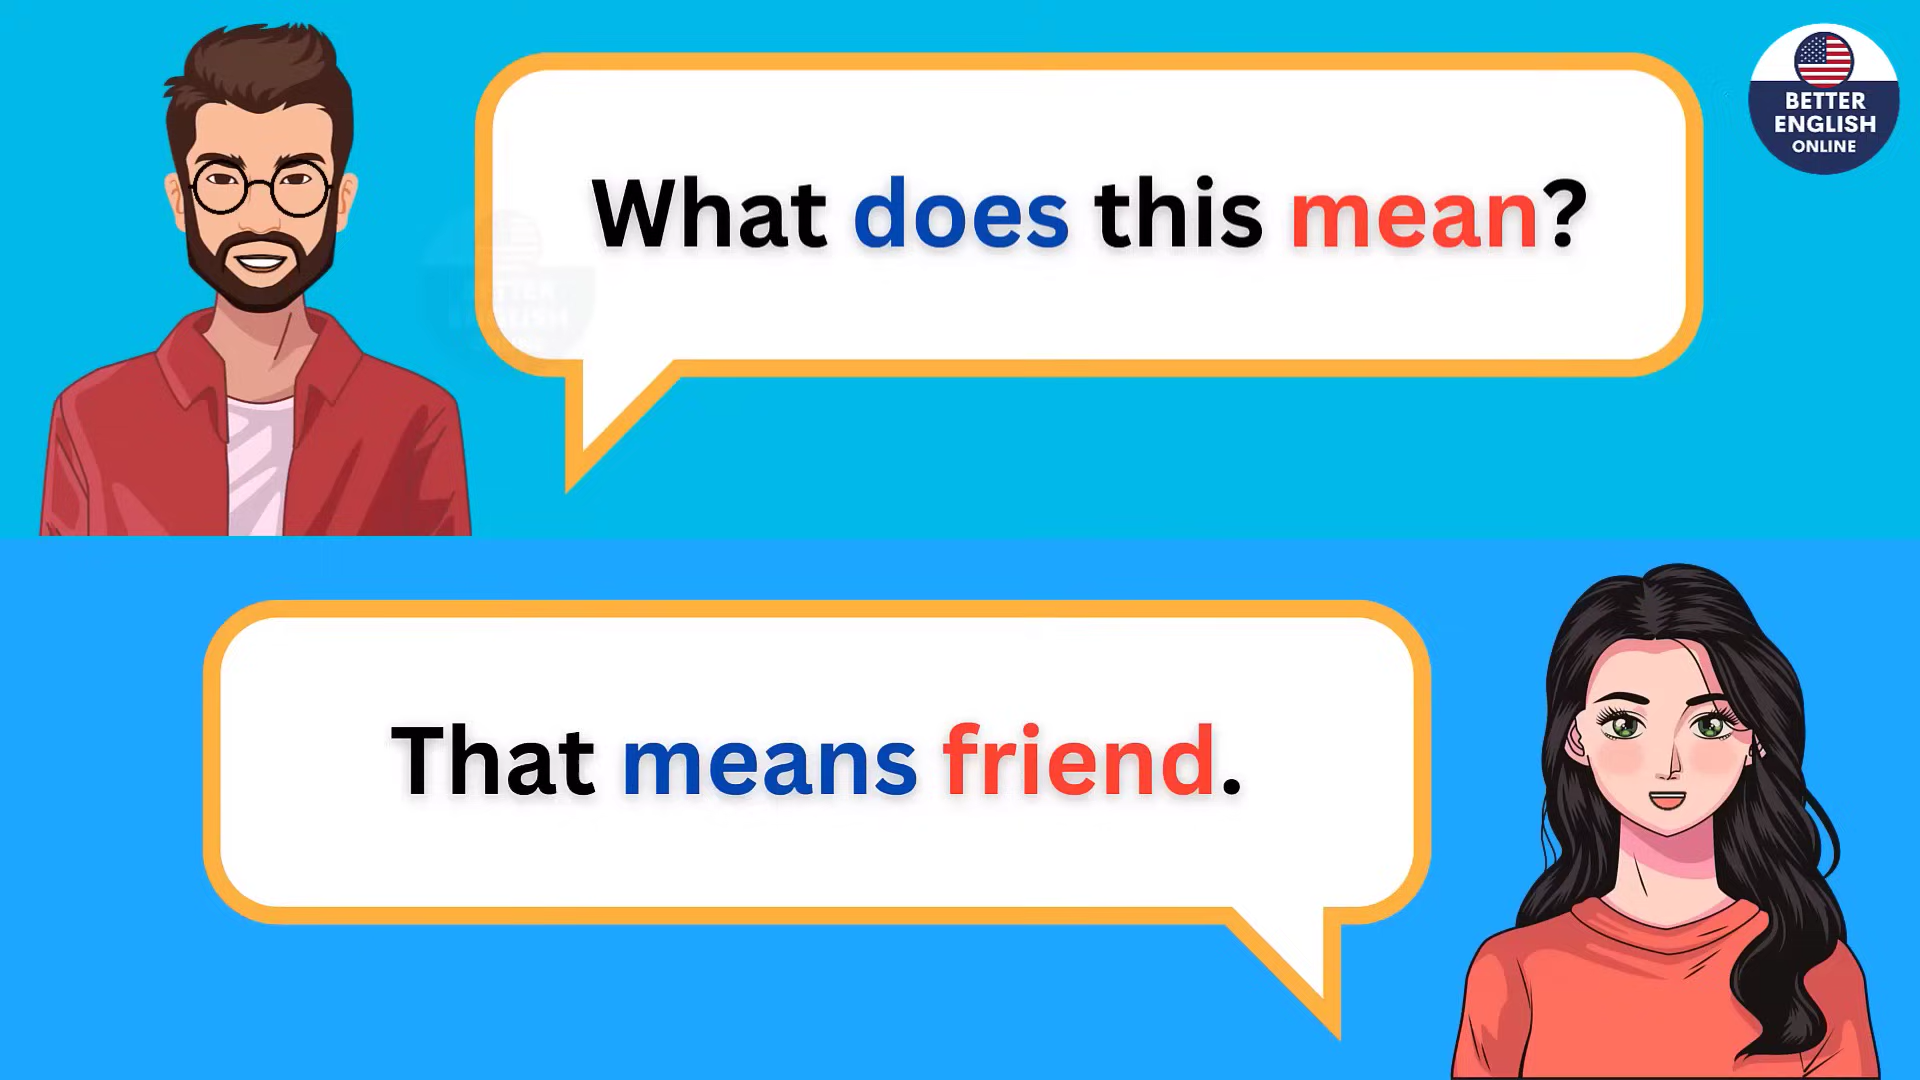 What does this mean?
BETTER
ENGLISH
ONLINE
That means friend.